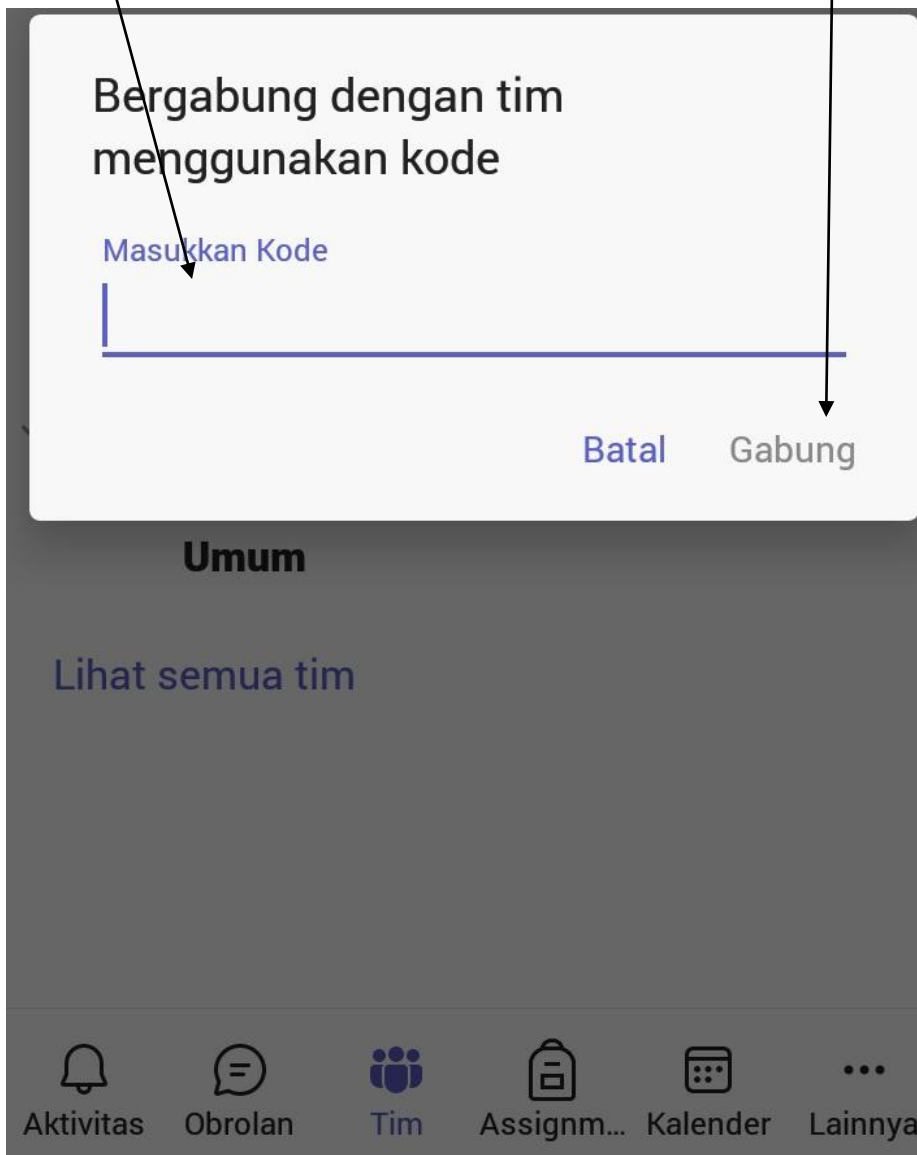 Bergabung dengan tim
menggunakan kode
Masukkan Kode
Batal Gabung
Umum
Lihat semua tim
Aktivitas Obrolan Tim Assignm... Kalender Lainnya